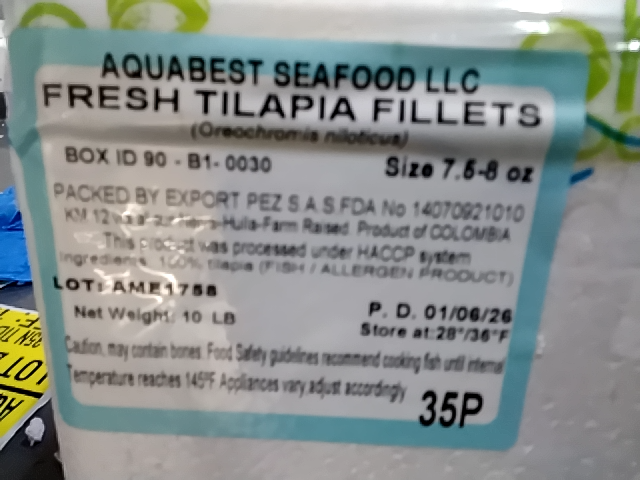 AQUABEST SEAFOOD LLC
FRESH TILAPIA FILLETS
(Oreochromis niloticus)
BOX ID 90 - B1- 0030
Size 7.5-8 oz
PACKED BY EXPORT PEZ S.A.S.FDA No 14070921010
KM 12 -Huila-Farm Raised. Product of COLOMBIA
This product was processed under HACCP system
Ingredients: 100% tilapia (FISH / ALLERGEN PRODUCT)
LOT: AME1758
P. D. 01/06/26
Net Weight: 10 LB
Store at:28°/36°F
Caution, may contain bones. Food Safety guidelines recommend cooking fish until internal
Temperature reaches 145°F Appliances vary adjust accordingly
35P